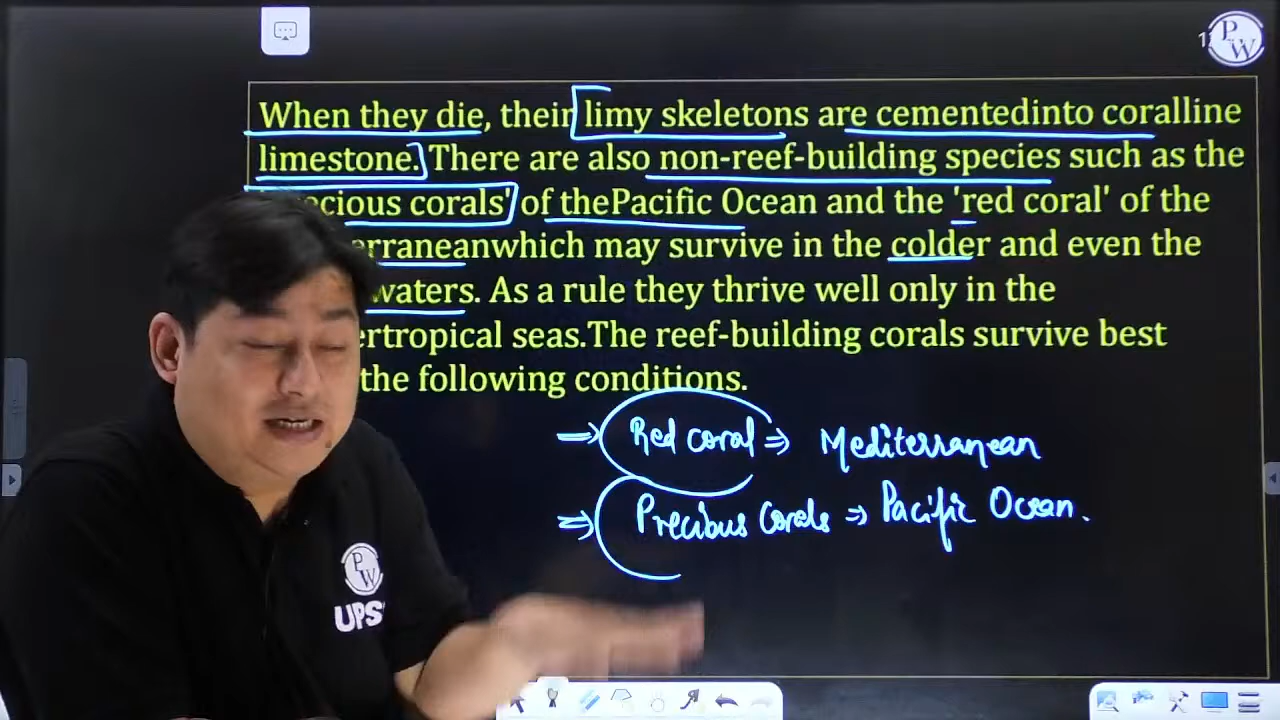 PW
When they die, their limy skeletons are cementedinto coralline
limestone. There are also non-reef-building species such as the
cious corals' of thePacific Ocean and the 'red coral' of the
rraneanwhich may survive in the colder and even the
waters. As a rule they thrive well only in the
ertropical seas.The reef-building corals survive best
the following conditions.
⇒ Red coral ⇒ Mediterranean
⇒ Precious Corals ⇒ Pacific Ocean.
PW
UPS